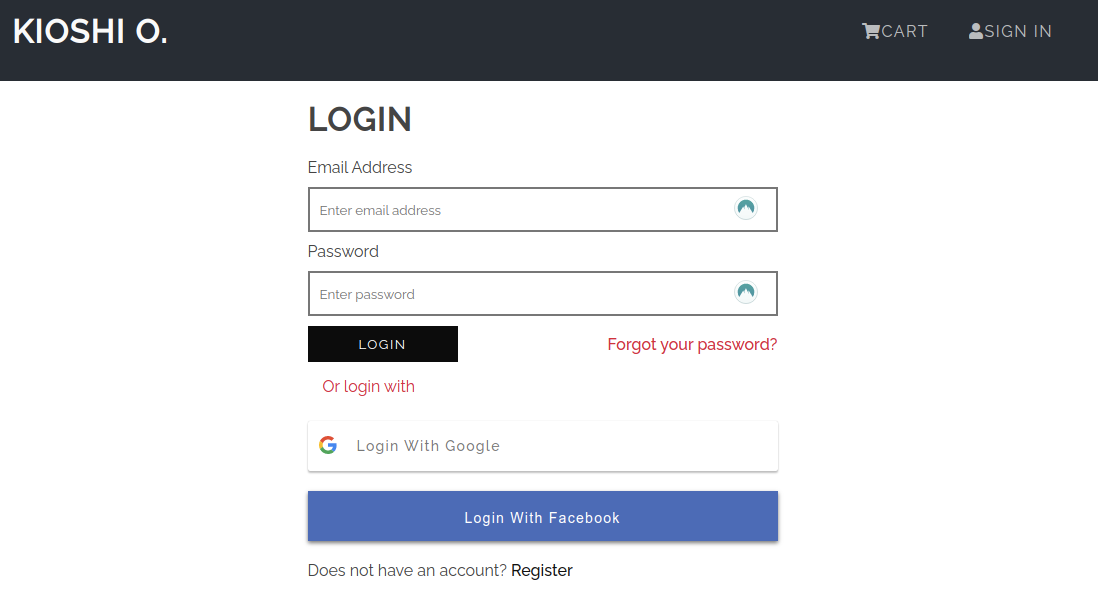 KIOSHI O.
CART
SIGN IN
LOGIN
Email Address
Enter email address
Password
Enter password
LOGIN
Forgot your password?
Or login with
Login With Google
Login With Facebook
Does not have an account? Register